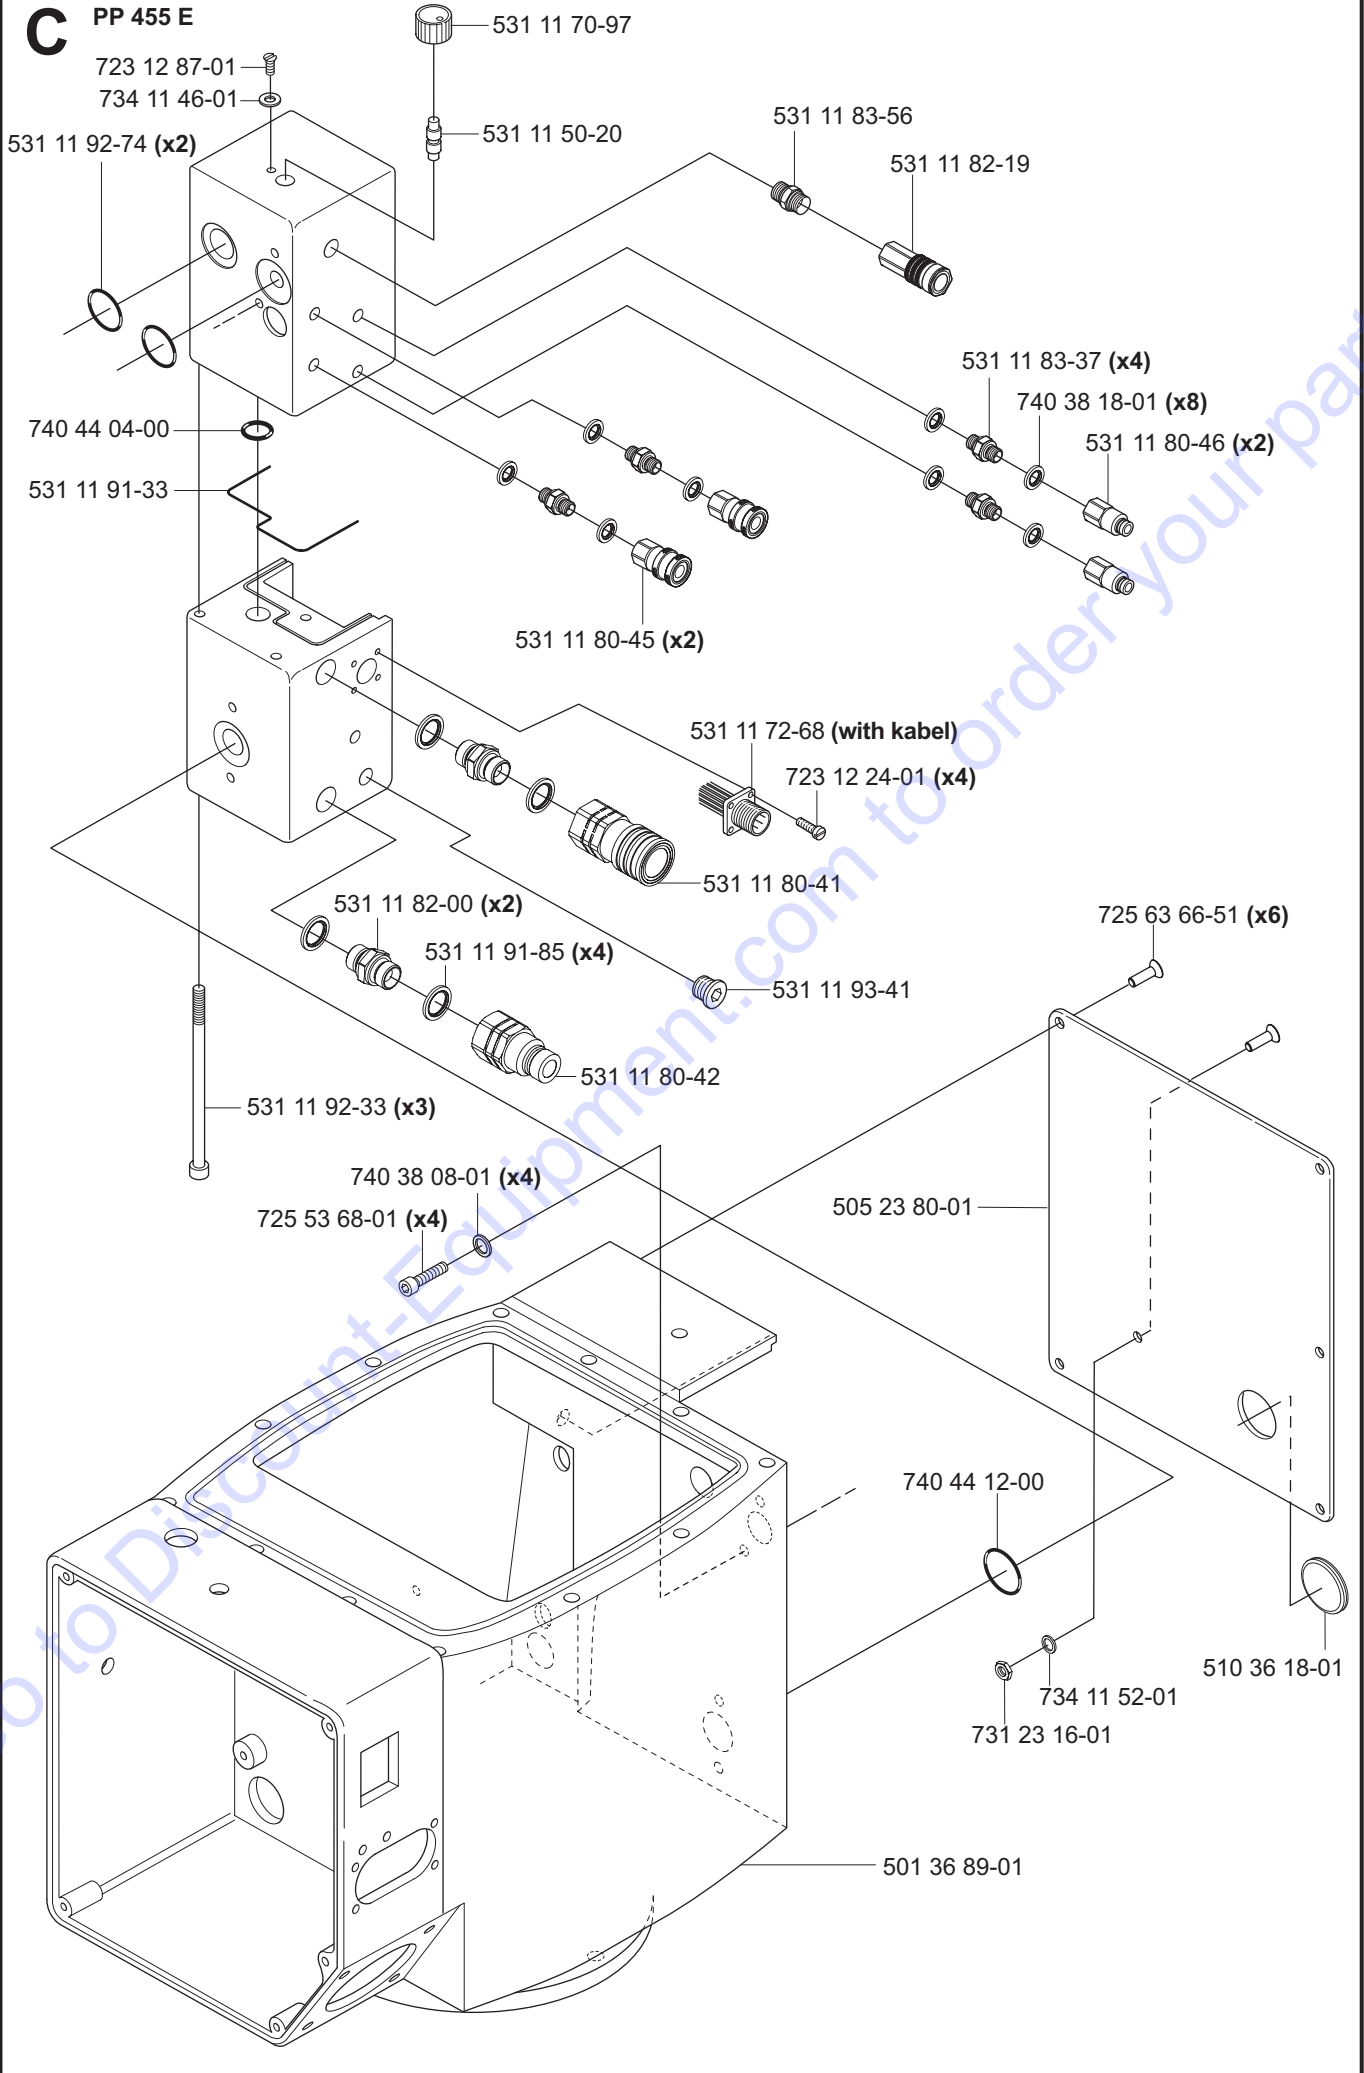 C PP 455 E
531 11 70-97
723 12 87-01
734 11 46-01
531 11 92-74 (x2)
531 11 50-20
531 11 83-56
531 11 82-19
531 11 83-37 (x4)
740 38 18-01 (x8)
531 11 80-46 (x2)
740 44 04-00
531 11 91-33
531 11 80-45 (x2)
531 11 72-68 (with kabel)
723 12 24-01 (x4)
531 11 80-41
531 11 82-00 (x2)
531 11 91-85 (x4)
725 63 66-51 (x6)
531 11 93-41
531 11 80-42
531 11 92-33 (x3)
740 38 08-01 (x4)
725 53 68-01 (x4)
505 23 80-01
740 44 12-00
510 36 18-01
734 11 52-01
731 23 16-01
501 36 89-01
to Discount-Equipment.com to order your